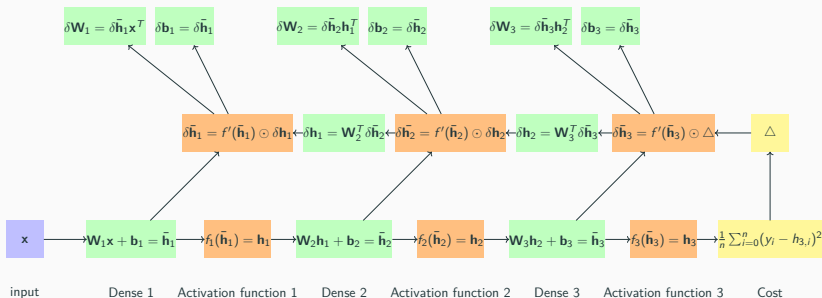 δW₁ = δh̄₁xᵀ δb₁ = δh̄₁ δW₂ = δh̄₂h₁ᵀ δb₂ = δh̄₂ δW₃ = δh̄₃h₂ᵀ δb₃ = δh̄₃
δh̄₁ = f′(h̄₁) ⊙ δh₁ δh₁ = W₂ᵀδh̄₂ δh̄₂ = f′(h̄₂) ⊙ δh₂ δh₂ = W₃ᵀδh̄₃ δh̄₃ = f′(h̄₃) ⊙ △ △
x W₁x + b₁ = h̄₁ f₁(h̄₁) = h₁ W₂h₁ + b₂ = h̄₂ f₂(h̄₂) = h₂ W₃h₂ + b₃ = h̄₃ f₃(h̄₃) = h₃ 1/n ∑ⁿᵢ₌₀(yᵢ − h₃,ᵢ)²
input Dense 1 Activation function 1 Dense 2 Activation function 2 Dense 3 Activation function 3 Cost